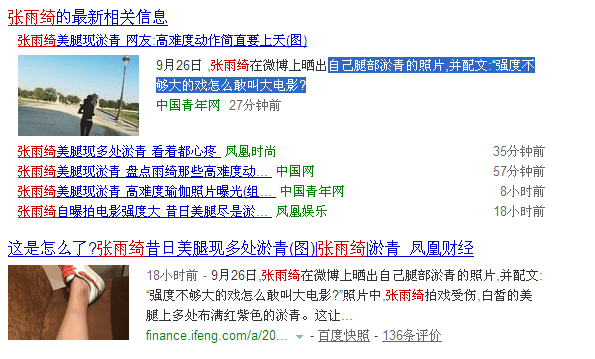 张雨绮的最新相关信息
张雨绮美腿现淤青 网友:高难度动作简直要上天(图)
9月26日 ,张雨绮在微博上晒出自己腿部淤青的照片,并配文:“强度不
够大的戏怎么敢叫大电影?
中国青年网 27分钟前
张雨绮美腿现多处淤青 看着都心疼 凤凰时尚 35分钟前
张雨绮美腿现淤青 盘点雨绮那些高难度动... 中国网 57分钟前
张雨绮美腿现淤青 高难度瑜伽照片曝光(组... 中国青年网 8小时前
张雨绮自曝拍电影强度大 昔日美腿尽是淤... 凤凰娱乐 18小时前
这是怎么了?张雨绮昔日美腿现多处淤青(图)|张雨绮|淤青_凤凰财经
18小时前 - 9月26日,张雨绮在微博上晒出自己腿部淤青的照片,并配文:
“强度不够大的戏怎么敢叫大电影?”照片中,张雨绮拍戏受伤,白皙的美
腿上多处布满红紫色的淤青。这让...
finance.ifeng.com/a/20... - 百度快照 - 136条评价